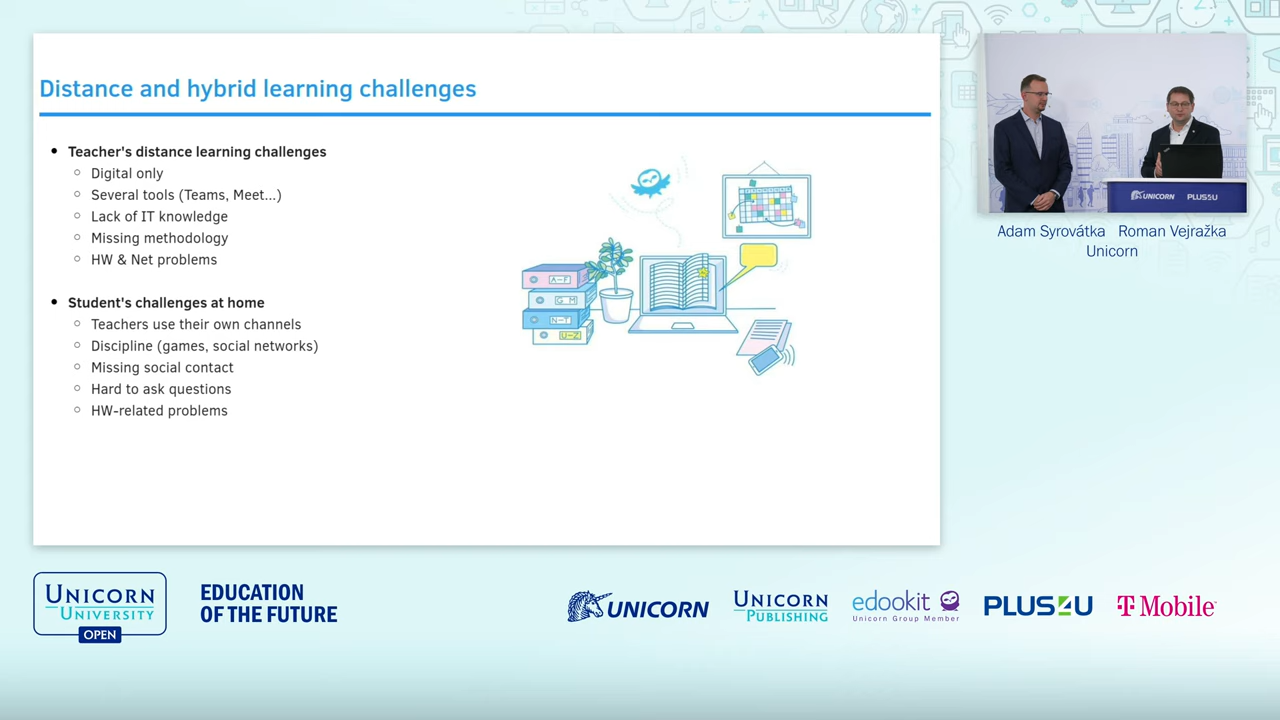 Distance and hybrid learning challenges
Teacher's distance learning challenges
Digital only
Several tools (Teams, Meet...)
Lack of IT knowledge
Missing methodology
HW & Net problems
Student's challenges at home
Teachers use their own channels
Discipline (games, social networks)
Missing social contact
Hard to ask questions
HW-related problems
A-F
G M
N-T
U-Z
UNICORN PLUS4U
Adam Syrovátka Roman Vejražka
Unicorn
UNICORN
UNIVERSITY
OPEN
EDUCATION
OF THE FUTURE
UNICORN
UNICORN
PUBLISHING
edookit
Unicorn Group Member
PLUS4U
T Mobile